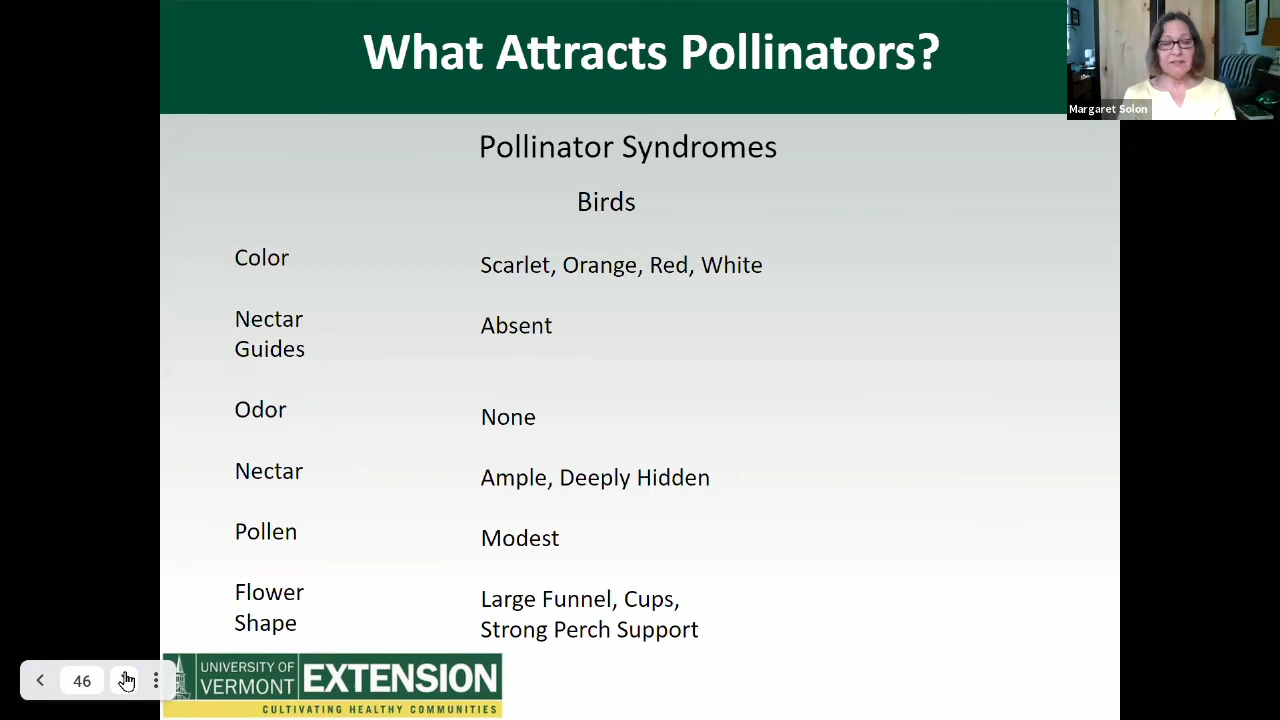 What Attracts Pollinators?
Margaret Solon
Pollinator Syndromes
Birds
Color
Scarlet, Orange, Red, White
Nectar
Guides
Absent
Odor
None
Nectar
Ample, Deeply Hidden
Pollen
Modest
Flower
Shape
Large Funnel, Cups,
Strong Perch Support
46
UNIVERSITY OF
VERMONT
EXTENSION
CULTIVATING HEALTHY COMMUNITIES